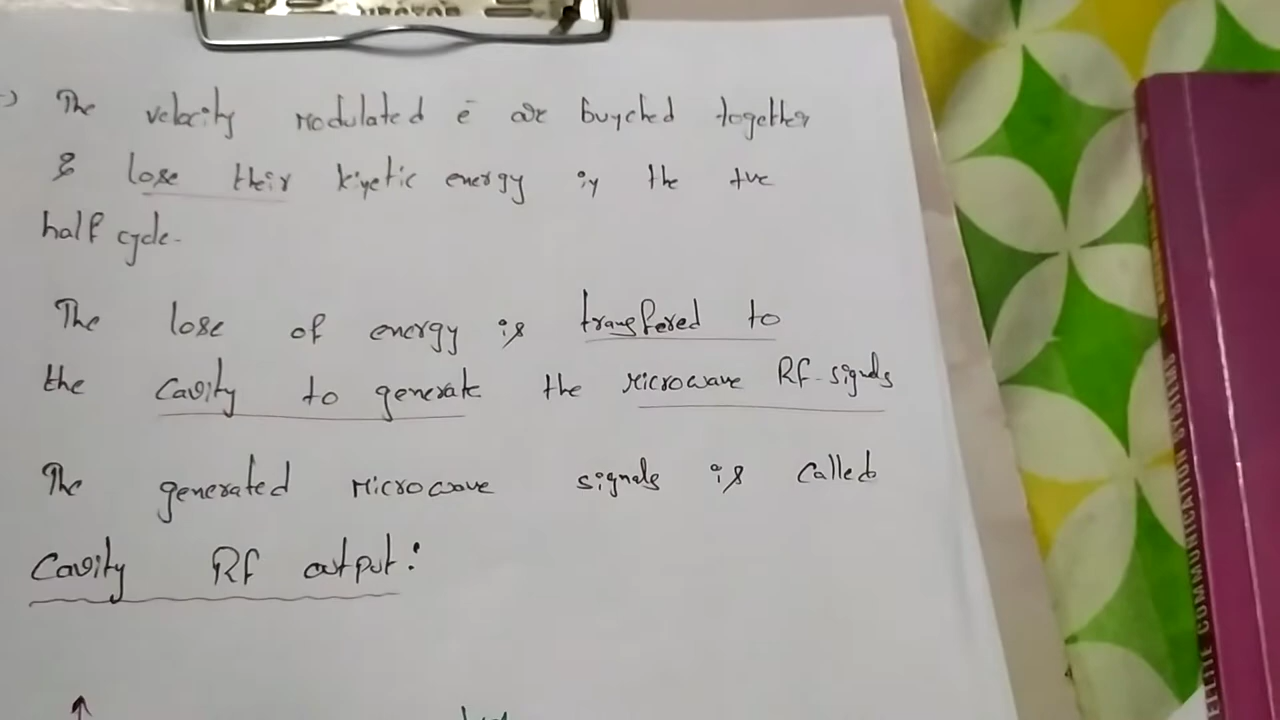 The velocity modulated ē are bunched together
& lose their kinetic energy in the +ve
half cycle.
The lose of energy is transfered to
the Cavity to generate the Microwave RF-signals
The generated Microwave signals is called
Cavity RF output:
COMMUNICATION SYSTEMS